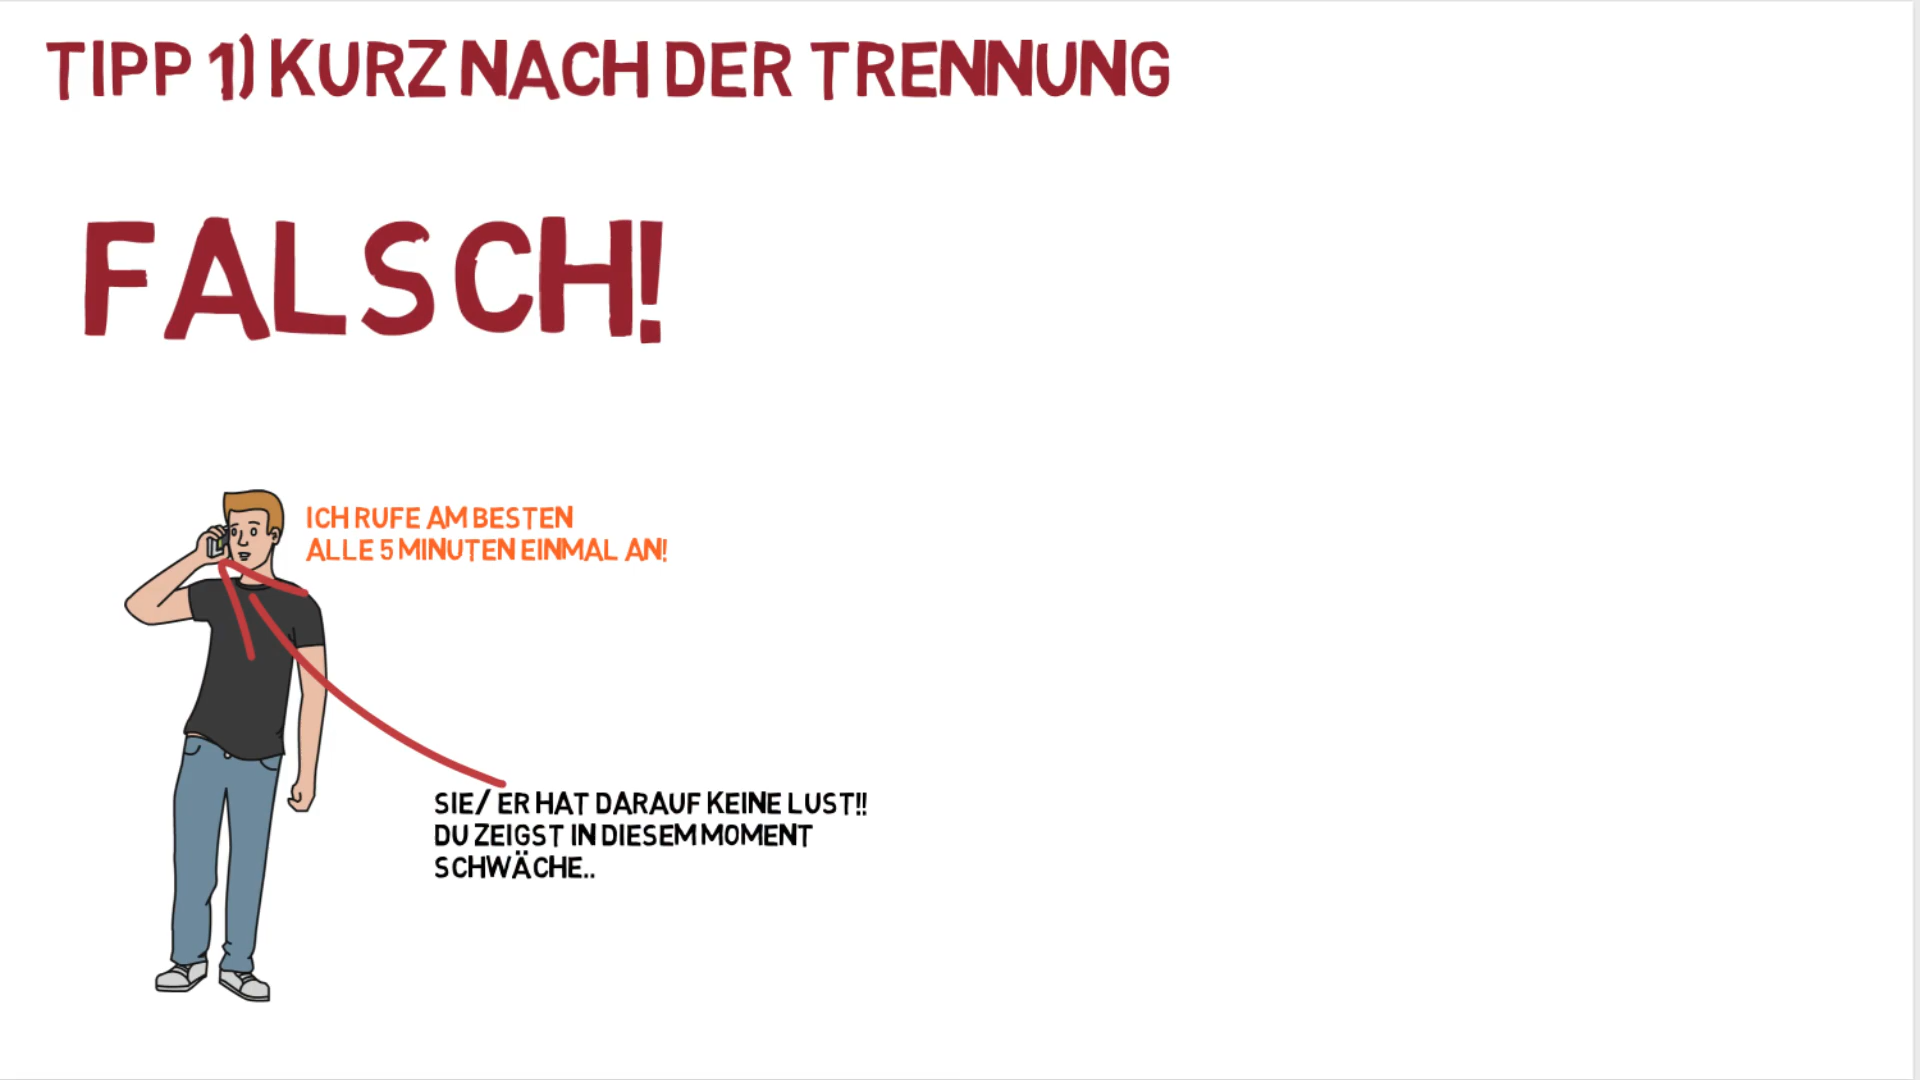 TIPP 1) KURZ NACH DER TRENNUNG
FALSCH!
ICH RUFE AM BESTEN
ALLE 5 MINUTEN EINMAL AN!
SIE/ ER HAT DARAUF KEINE LUST!!
DU ZEIGST IN DIESEM MOMENT
SCHWÄCHE..